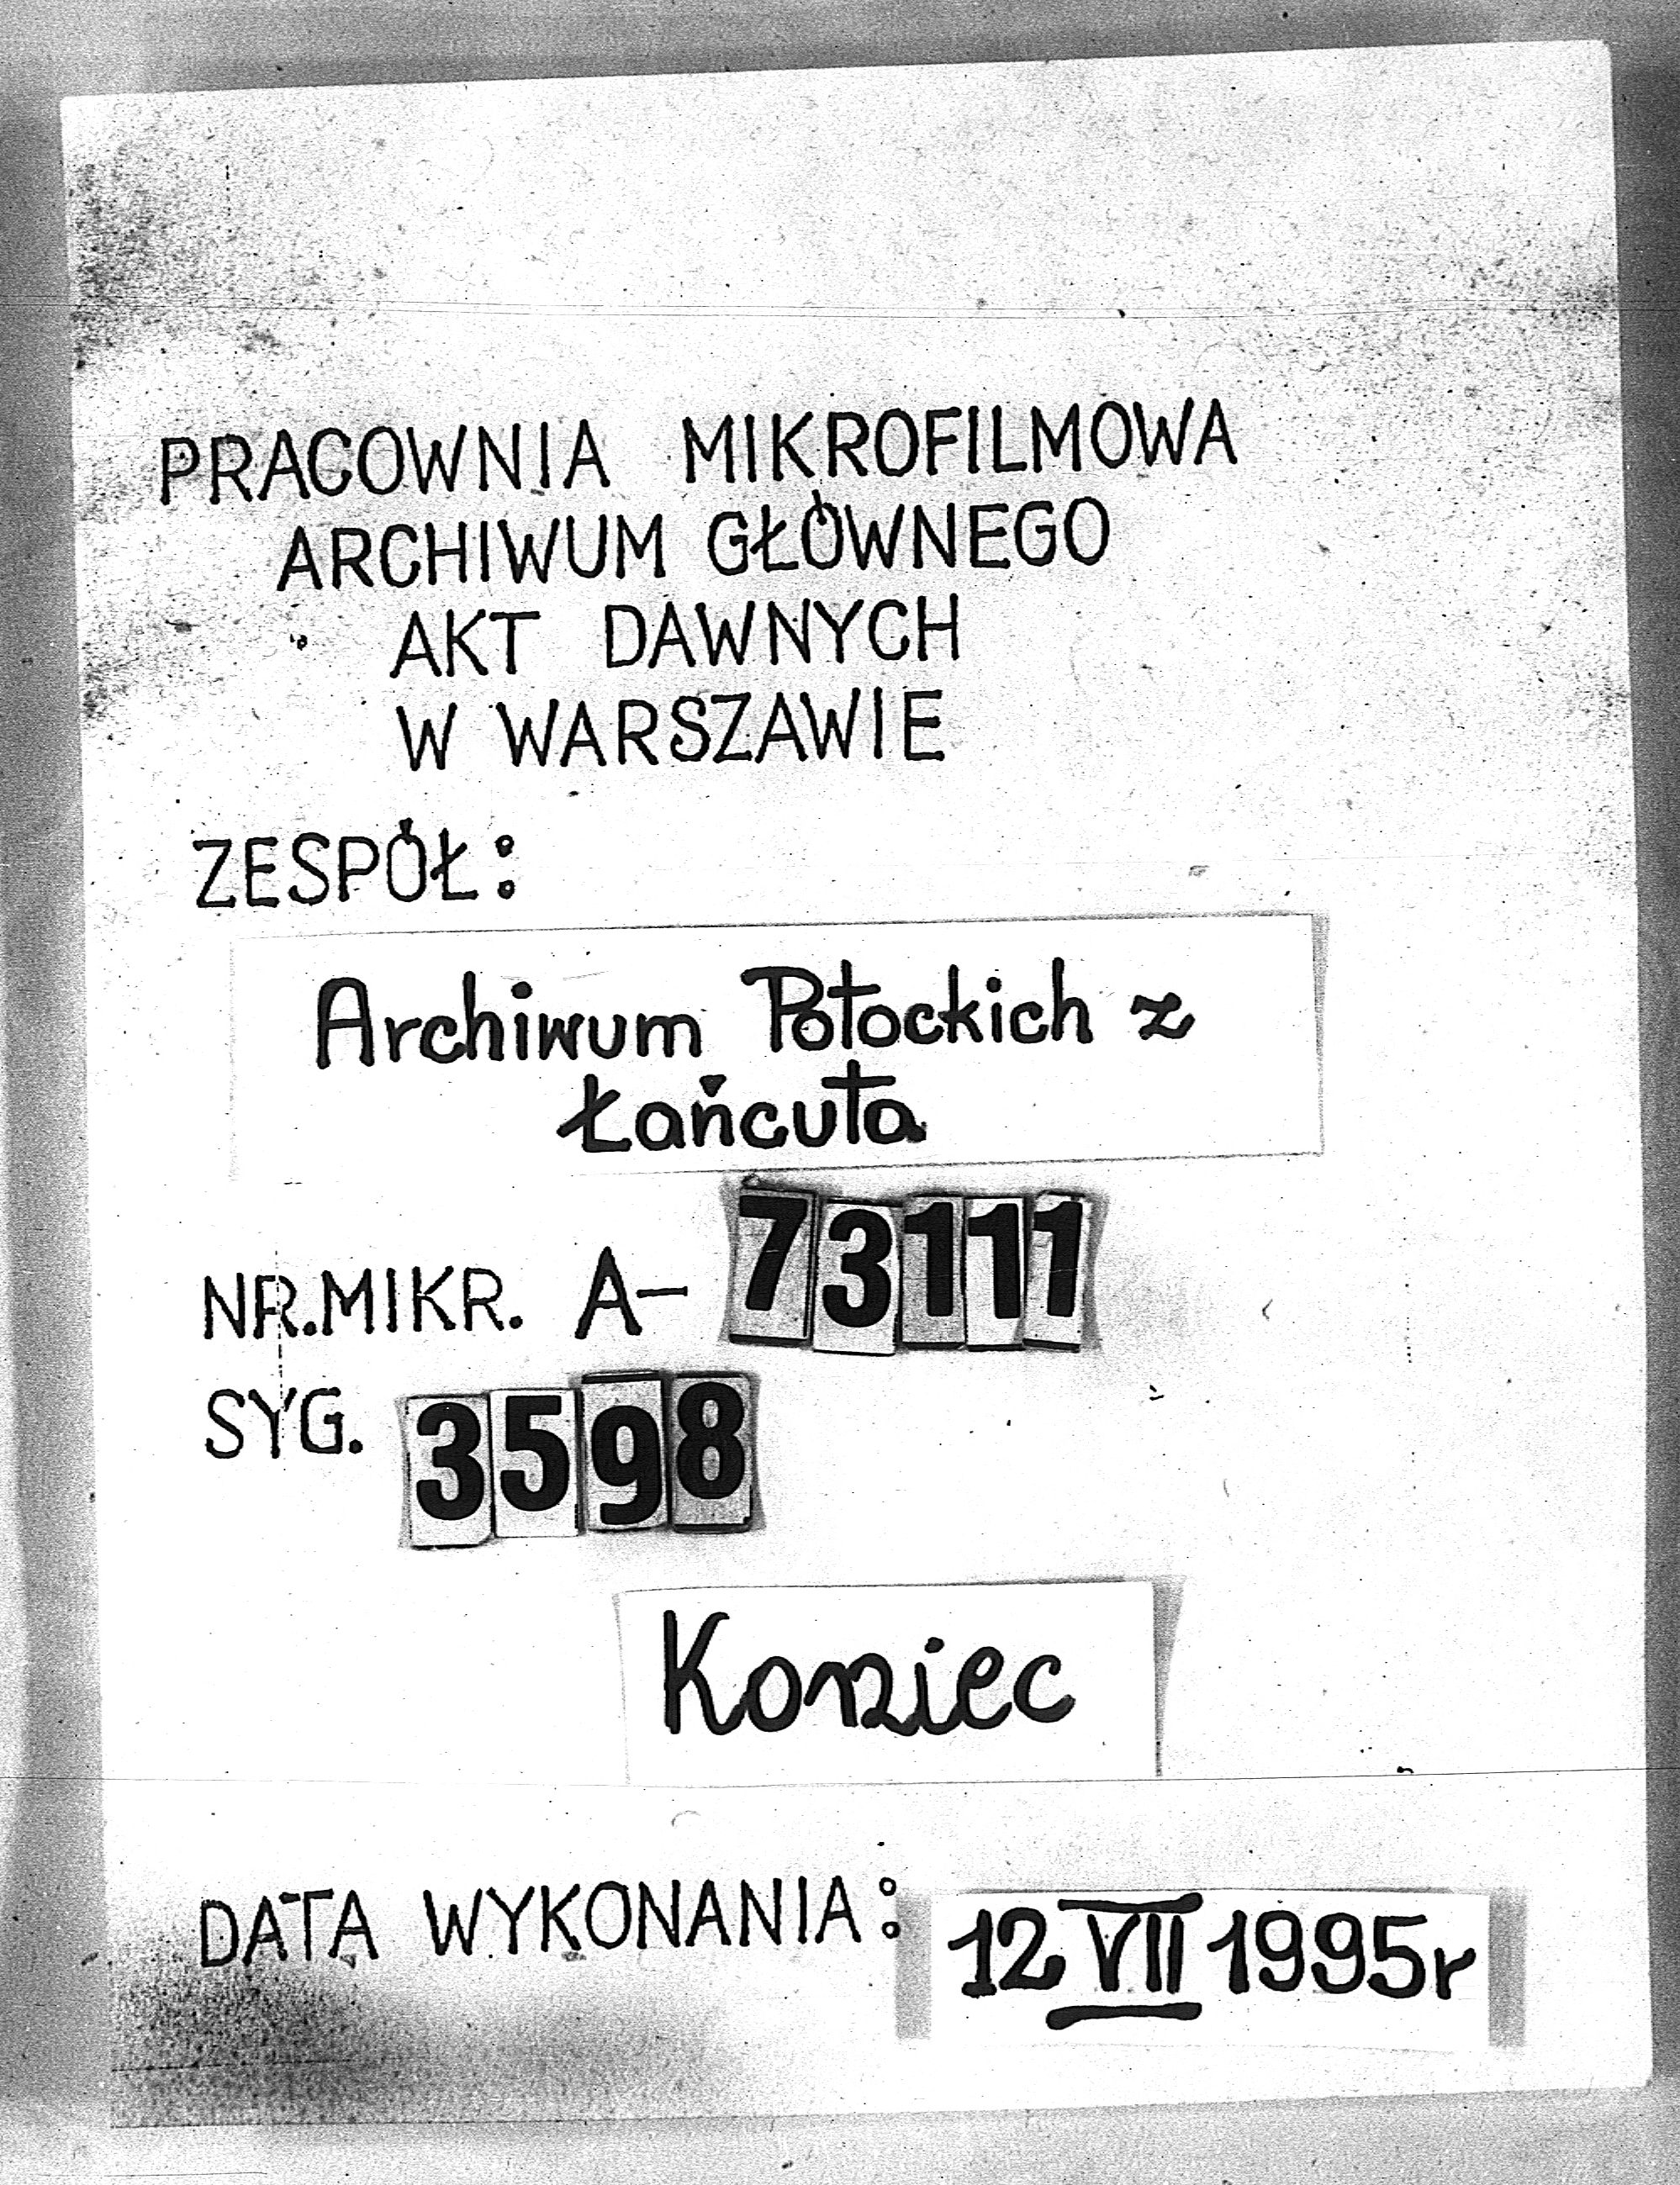 PRACOWNIA MIKROFILMOWA
ARCHIWUM GŁÓWNEGO
AKT DAWNYCH
W WARSZAWIE
ZESPÓŁ:
Archiwum Potockich z
Łańcuta
NR.MIKR. A- 73111
SYG. 3598
Koniec
DATA WYKONANIA: 12 VII 1995r